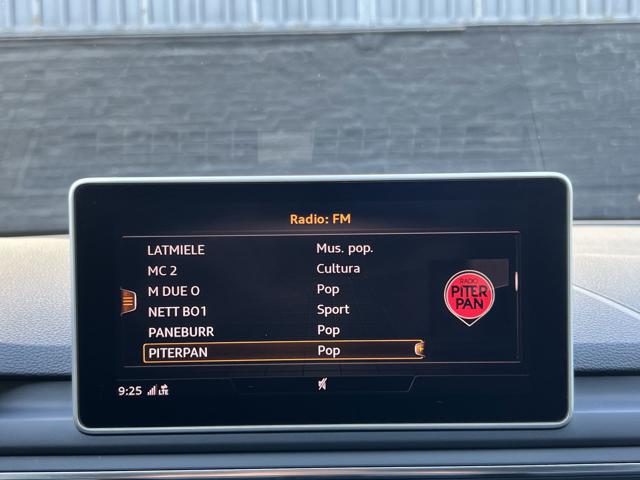 Radio: FM
LATMIELE Mus. pop.
MC 2 Cultura
M DUE O Pop
NETT BO1 Sport
PANEBURR Pop
PITERPAN Pop
RADIO
PITER
PAN
9:25 LTE